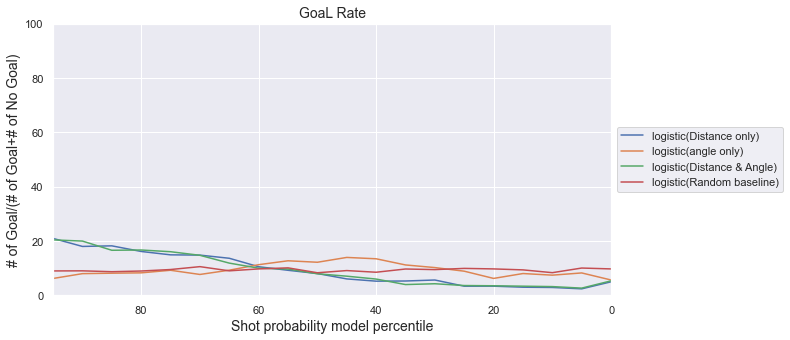 GoaL Rate
# of Goal/(# of Goal+# of No Goal)
100
80
60
40
20
0
80
60
40
20
0
Shot probability model percentile
logistic(Distance only)
logistic(angle only)
logistic(Distance & Angle)
logistic(Random baseline)